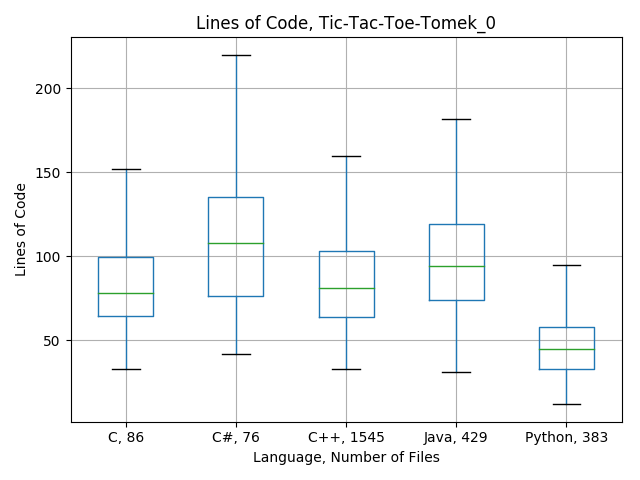 Lines of Code, Tic-Tac-Toe-Tomek_0
Lines of Code
200
150
100
50
C, 86
C#, 76
C++, 1545
Java, 429
Python, 383
Language, Number of Files